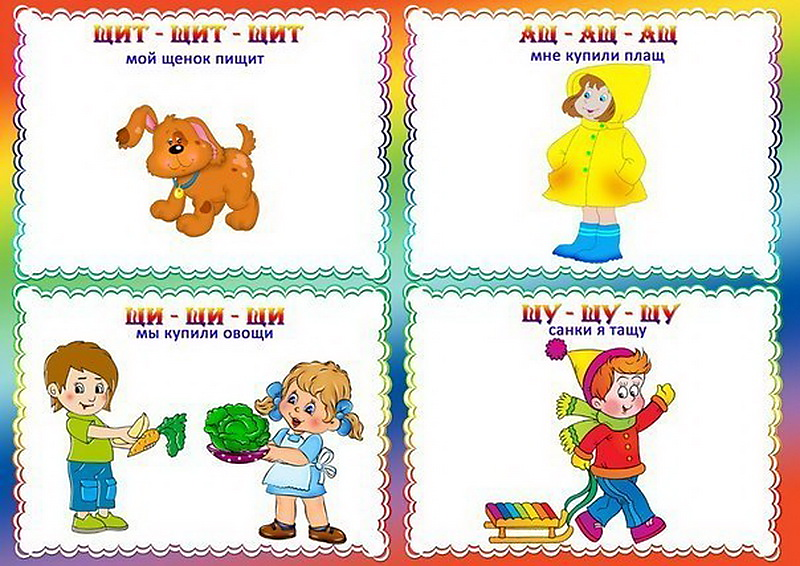 ЩИТ - ЩИТ - ЩИТ
мой щенок пищит
АЩ - АЩ - АЩ
мне купили плащ
ЩИ - ЩИ - ЩИ
мы купили овощи
ЩУ - ЩУ - ЩУ
санки я тащу